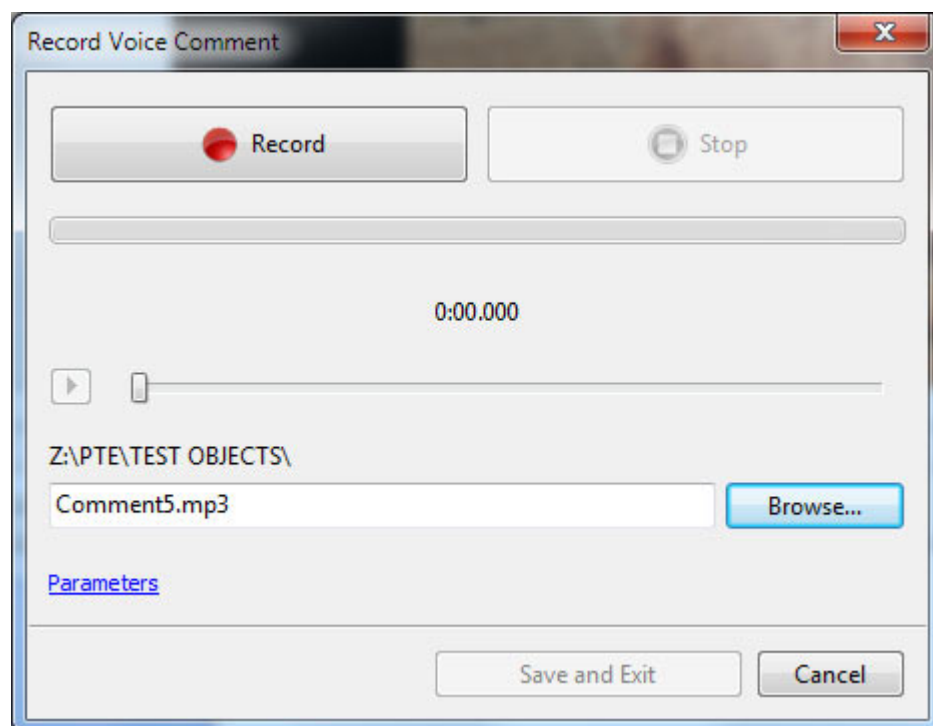 Record Voice Comment
Record
Stop
0:00.000
Z:\PTE\TEST OBJECTS\
Comment5.mp3
Browse...
Parameters
Save and Exit
Cancel